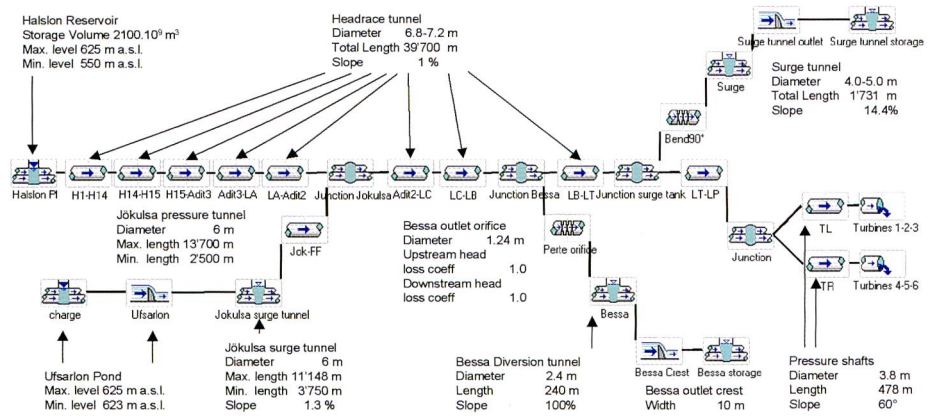 Halslon Reservoir
Storage Volume 2100.10⁹ m³
Max. level 625 m a.s.l.
Min. level 550 m a.s.l.
Headrace tunnel
Diameter 6.8-7.2 m
Total Length 39'700 m
Slope 1 %
Surge tunnel outlet
Surge tunnel storage
Surge
Surge tunnel
Diameter 4.0-5.0 m
Total Length 1'731 m
Slope 14.4%
Bend90°
Halslon Pl
H1-H14
H14-H15
H15-Adit3
Adit3-LA
LA-Adit2
Junction Jokulsa
Adit2-LC
LC-LB
Junction Bessa
LB-LT
Junction surge tank
LT-LP
Jökulsa pressure tunnel
Diameter 6 m
Max. length 13'700 m
Min. length 2'500 m
Jok-FF
Bessa outlet orifice
Diameter 1.24 m
Upstream head
loss coeff 1.0
Downstream head
loss coeff 1.0
Perte orifice
Junction
TL
Turbines 1-2-3
TR
Turbines 4-5-6
charge
Ufsarlon
Jokulsa surge tunnel
Bessa
Bessa Crest
Bessa storage
Ufsarlon Pond
Max. level 625 m a.s.l.
Min. level 623 m a.s.l.
Jökulsa surge tunnel
Diameter 6 m
Max. length 11'148 m
Min. length 3'750 m
Slope 1.3 %
Bessa Diversion tunnel
Diameter 2.4 m
Length 240 m
Slope 100%
Bessa outlet crest
Width 10 m
Pressure shafts
Diameter 3.8 m
Length 478 m
Slope 60°